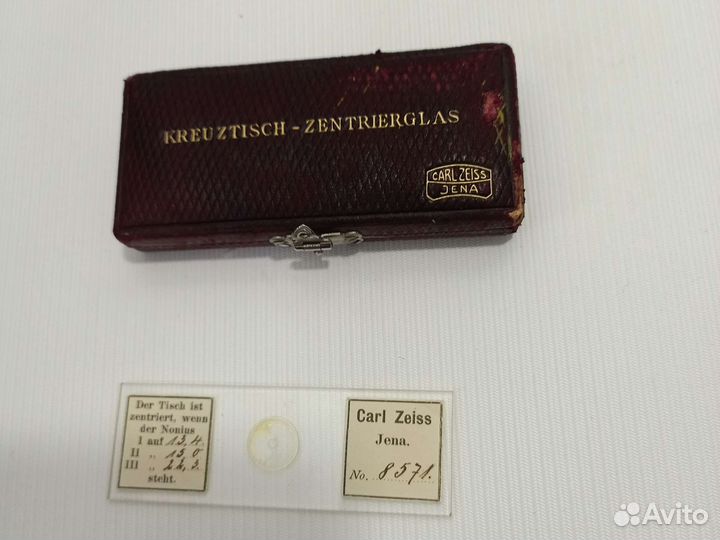 KREUZTISCH - ZENTRIERGLAS
CARL ZEISS
JENA
Der Tisch ist
zentriert, wenn
der Nonius
I auf 13,4.
II „ 15,0
III „ 22,3.
steht.
Carl Zeiss
Jena.
No. 8571.
Avito